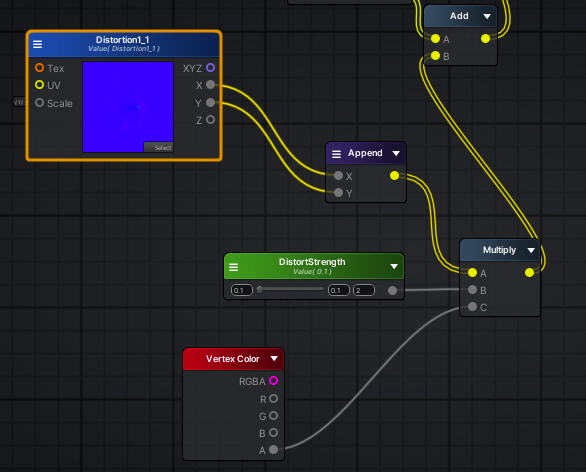 Add
A
B
Distortion1_1
Value( Distortion1_1 )
Tex
UV
Scale
XYZ
X
Y
Z
Select
Append
X
Y
Multiply
A
B
C
DistortStrength
Value( 0.1 )
0.1
0.1
2
Vertex Color
RGBA
R
G
B
A